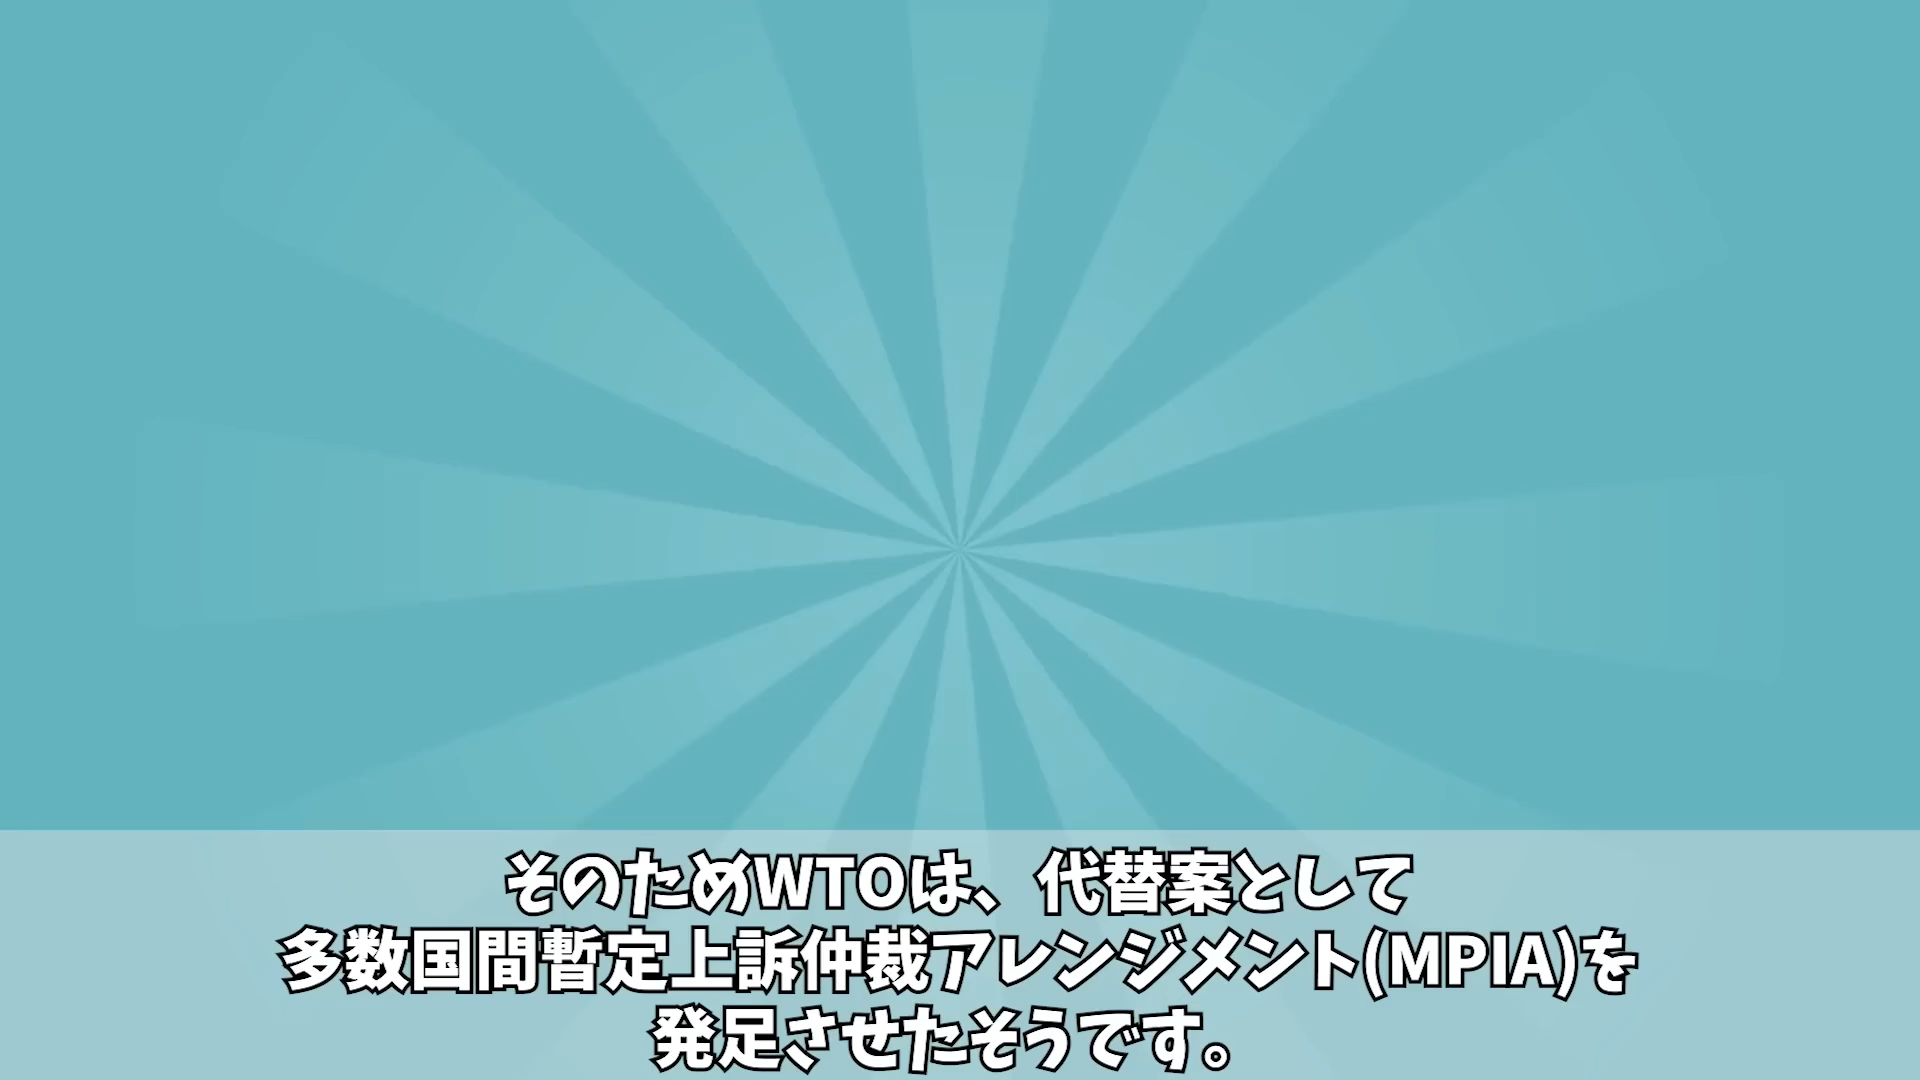 そのためWTOは、代替案として
多数国間暫定上訴仲裁アレンジメント(MPIA)を
発足させたそうです。